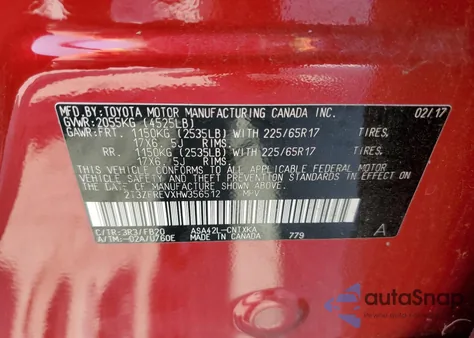 MFD.BY:TOYOTA MOTOR MANUFACTURING CANADA INC. 02/17
GVWR:2055KG (4525LB)
GAWR:FRT. 1150KG (2535LB)WITH 225/65R17 TIRES,
17X6.5J RIMS,
RR. 1150KG (2535LB)WITH 225/65R17 TIRES,
17X6.5J RIMS,
THIS VEHICLE CONFORMS TO ALL APPLICABLE FEDERAL MOTOR
VEHICLE SAFETY AND THEFT PREVENTION STANDARDS IN EFFECT
ON THE DATE OF MANUFACTURE SHOWN ABOVE.
2T3ZFREVXHW356512 MPV
C/TR:3R3/FB20 ASA42L-CNTXKA A
A/TM:-02A/U760E MADE IN CANADA 779
autoSnap